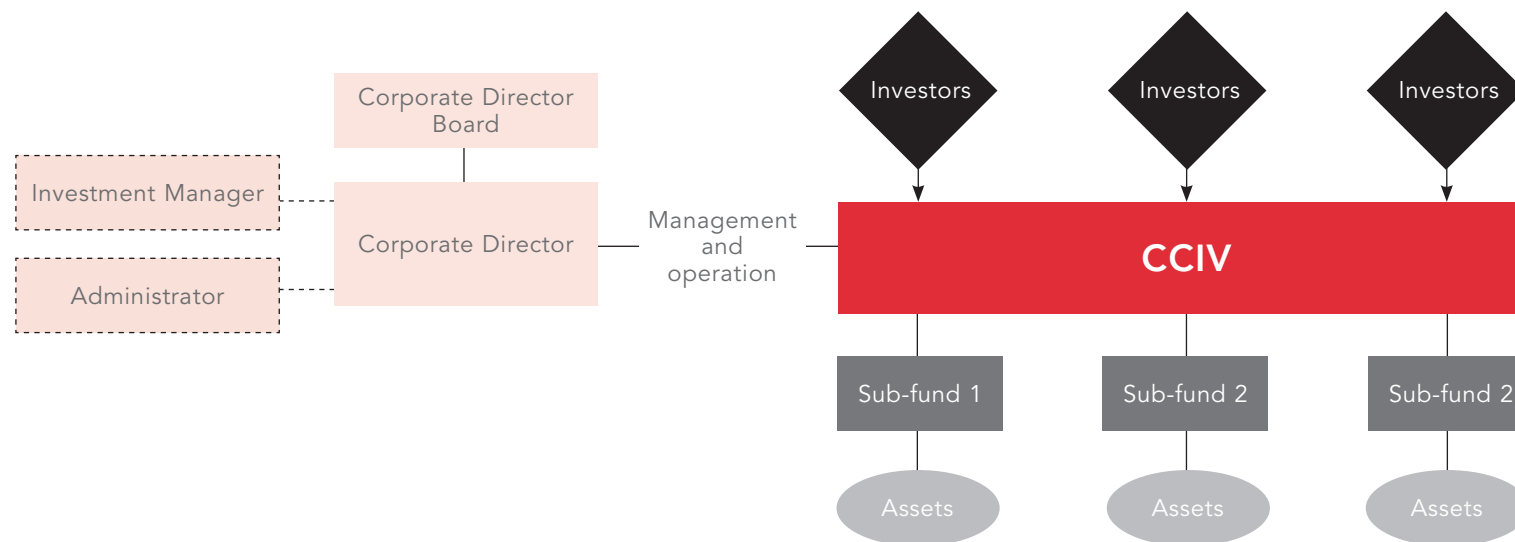 Investors
Investors
Investors
Corporate Director
Board
Investment Manager
Corporate Director
Management
and
operation
CCIV
Administrator
Sub-fund 1
Sub-fund 2
Sub-fund 2
Assets
Assets
Assets